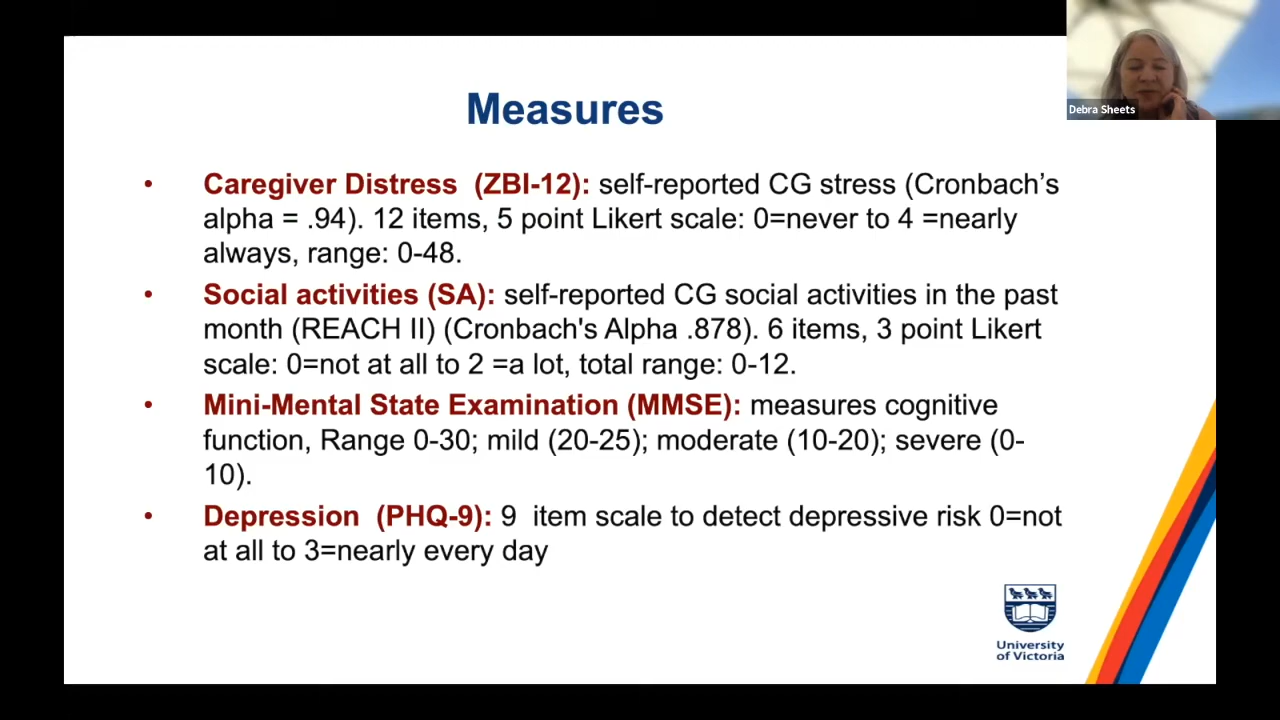 Debra Sheets
Measures
• Caregiver Distress (ZBI-12): self-reported CG stress (Cronbach’s
alpha = .94). 12 items, 5 point Likert scale: 0=never to 4 =nearly
always, range: 0-48.
• Social activities (SA): self-reported CG social activities in the past
month (REACH II) (Cronbach's Alpha .878). 6 items, 3 point Likert
scale: 0=not at all to 2 =a lot, total range: 0-12.
• Mini-Mental State Examination (MMSE): measures cognitive
function, Range 0-30; mild (20-25); moderate (10-20); severe (0-
10).
• Depression (PHQ-9): 9 item scale to detect depressive risk 0=not
at all to 3=nearly every day
University
of Victoria